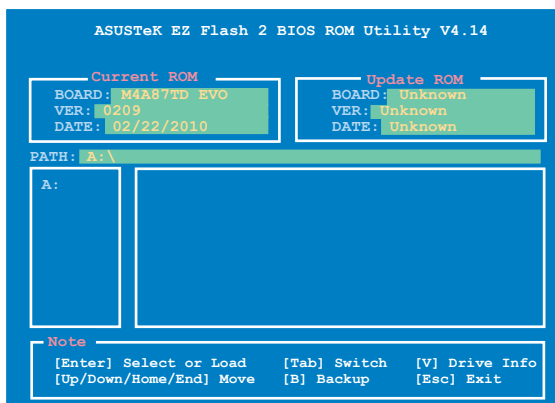 ASUSTeK EZ Flash 2 BIOS ROM Utility V4.14
Current ROM
BOARD: M4A87TD EVO
VER: 0209
DATE: 02/22/2010
Update ROM
BOARD: Unknown
VER: Unknown
DATE: Unknown
PATH: A:\
A:
Note
[Enter] Select or Load [Tab] Switch [V] Drive Info
[Up/Down/Home/End] Move [B] Backup [Esc] Exit